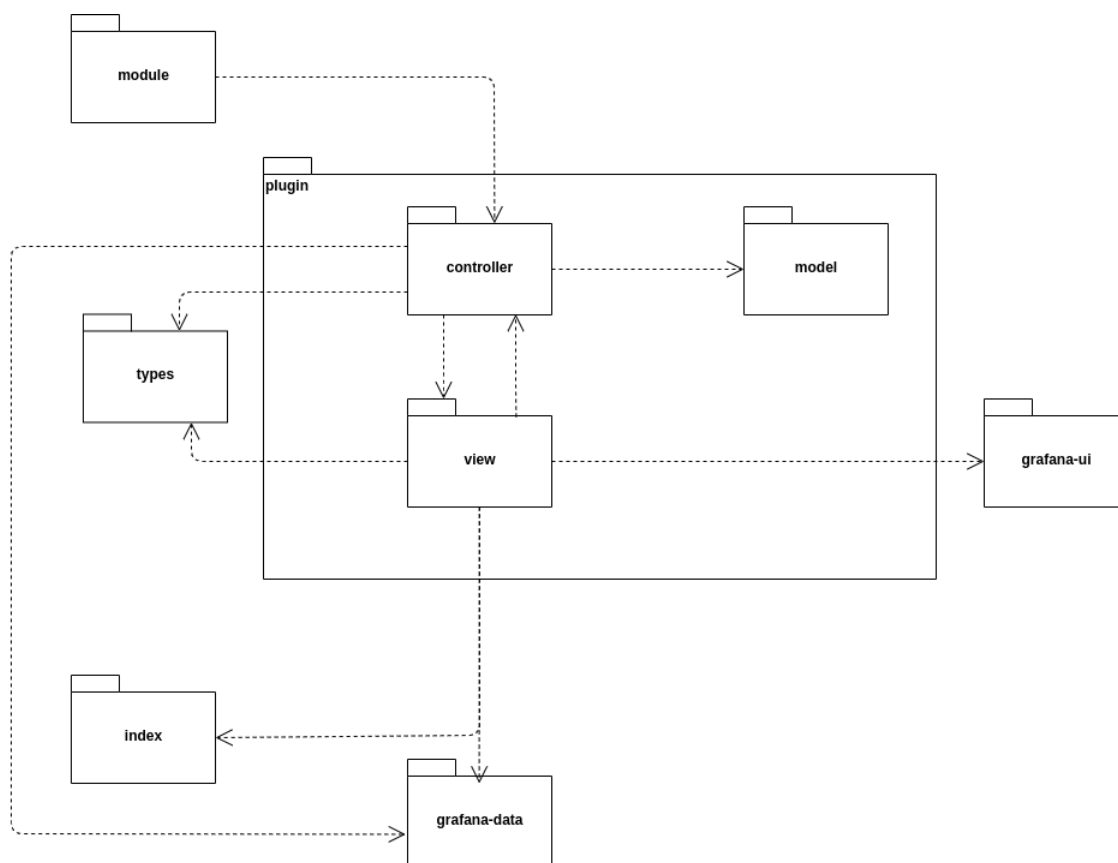 module
plugin
controller
model
types
view
grafana-ui
index
grafana-data